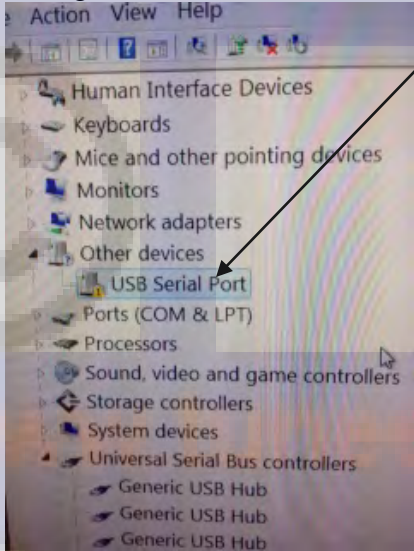 Action View Help
Human Interface Devices
Keyboards
Mice and other pointing devices
Monitors
Network adapters
Other devices
USB Serial Port
Ports (COM & LPT)
Processors
Sound, video and game controllers
Storage controllers
System devices
Universal Serial Bus controllers
Generic USB Hub
Generic USB Hub
Generic USB Hub